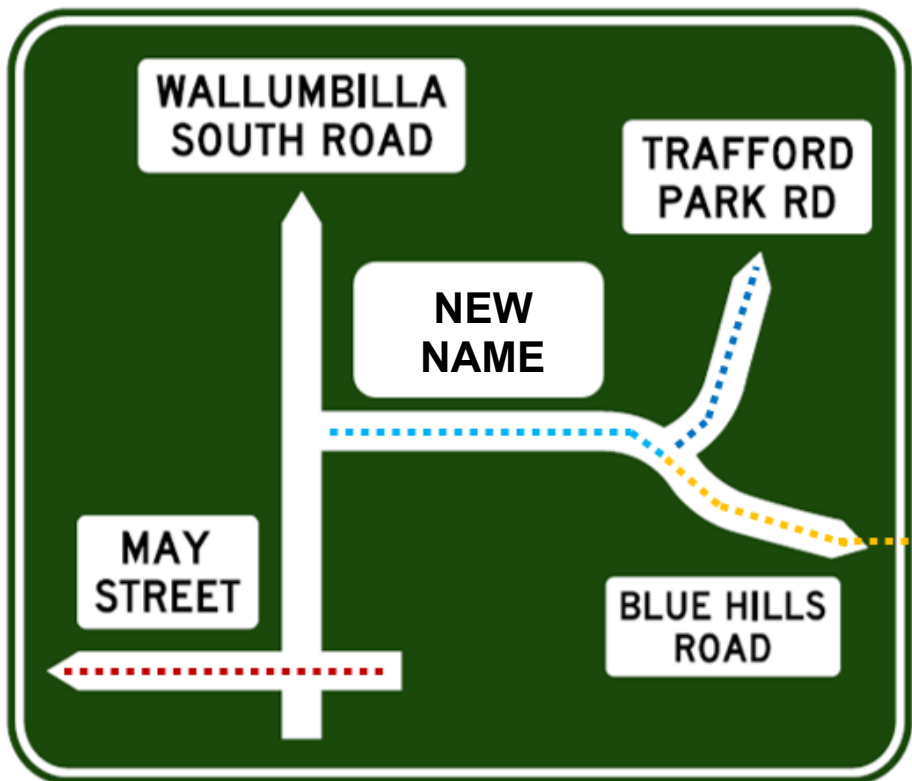 WALLUMBILLA
SOUTH ROAD
TRAFFORD
PARK RD
NEW
NAME
MAY
STREET
BLUE HILLS
ROAD